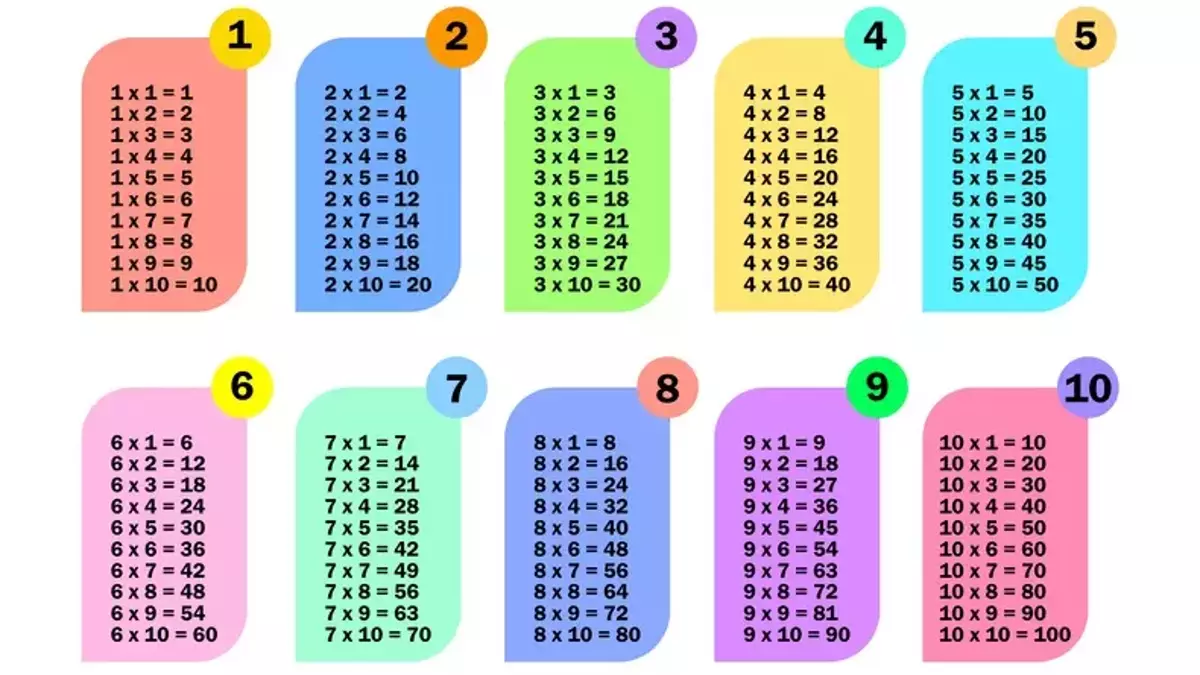 1
1 x 1 = 1
1 x 2 = 2
1 x 3 = 3
1 x 4 = 4
1 x 5 = 5
1 x 6 = 6
1 x 7 = 7
1 x 8 = 8
1 x 9 = 9
1 x 10 = 10
2
2 x 1 = 2
2 x 2 = 4
2 x 3 = 6
2 x 4 = 8
2 x 5 = 10
2 x 6 = 12
2 x 7 = 14
2 x 8 = 16
2 x 9 = 18
2 x 10 = 20
3
3 x 1 = 3
3 x 2 = 6
3 x 3 = 9
3 x 4 = 12
3 x 5 = 15
3 x 6 = 18
3 x 7 = 21
3 x 8 = 24
3 x 9 = 27
3 x 10 = 30
4
4 x 1 = 4
4 x 2 = 8
4 x 3 = 12
4 x 4 = 16
4 x 5 = 20
4 x 6 = 24
4 x 7 = 28
4 x 8 = 32
4 x 9 = 36
4 x 10 = 40
5
5 x 1 = 5
5 x 2 = 10
5 x 3 = 15
5 x 4 = 20
5 x 5 = 25
5 x 6 = 30
5 x 7 = 35
5 x 8 = 40
5 x 9 = 45
5 x 10 = 50
6
6 x 1 = 6
6 x 2 = 12
6 x 3 = 18
6 x 4 = 24
6 x 5 = 30
6 x 6 = 36
6 x 7 = 42
6 x 8 = 48
6 x 9 = 54
6 x 10 = 60
7
7 x 1 = 7
7 x 2 = 14
7 x 3 = 21
7 x 4 = 28
7 x 5 = 35
7 x 6 = 42
7 x 7 = 49
7 x 8 = 56
7 x 9 = 63
7 x 10 = 70
8
8 x 1 = 8
8 x 2 = 16
8 x 3 = 24
8 x 4 = 32
8 x 5 = 40
8 x 6 = 48
8 x 7 = 56
8 x 8 = 64
8 x 9 = 72
8 x 10 = 80
9
9 x 1 = 9
9 x 2 = 18
9 x 3 = 27
9 x 4 = 36
9 x 5 = 45
9 x 6 = 54
9 x 7 = 63
9 x 8 = 72
9 x 9 = 81
9 x 10 = 90
10
10 x 1 = 10
10 x 2 = 20
10 x 3 = 30
10 x 4 = 40
10 x 5 = 50
10 x 6 = 60
10 x 7 = 70
10 x 8 = 80
10 x 9 = 90
10 x 10 = 100